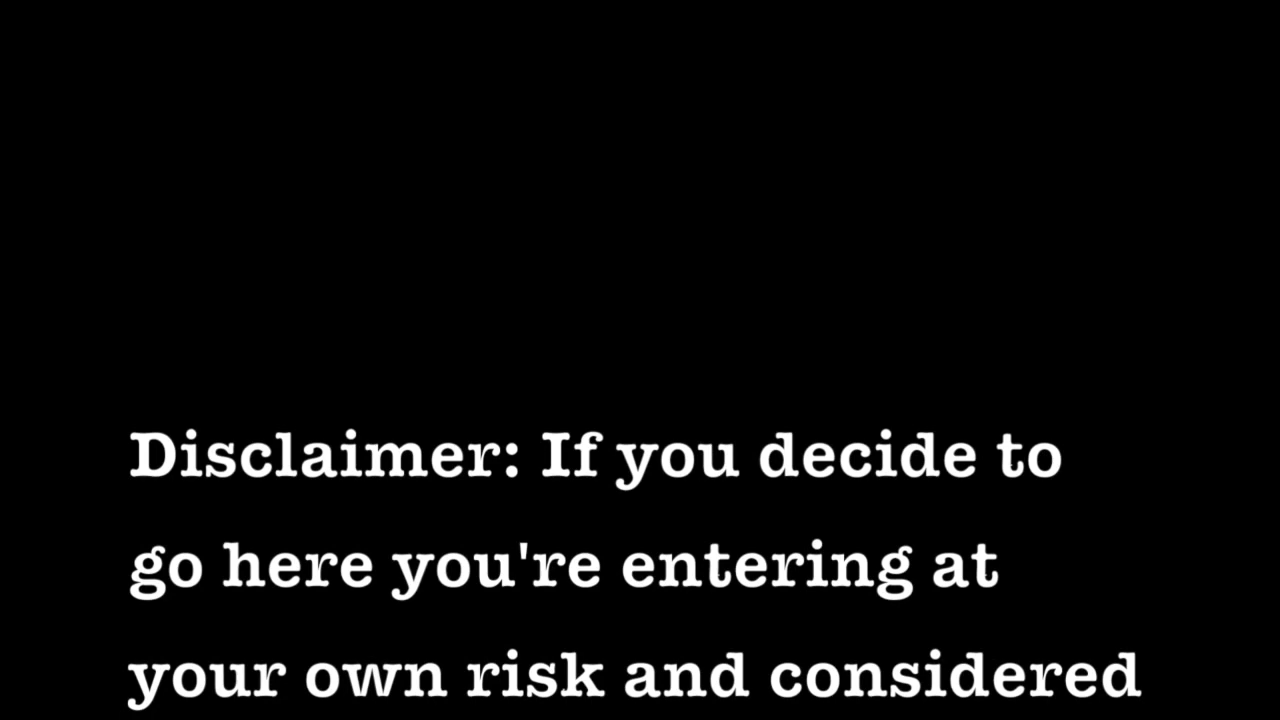 Disclaimer: If you decide to
go here you're entering at
your own risk and considered